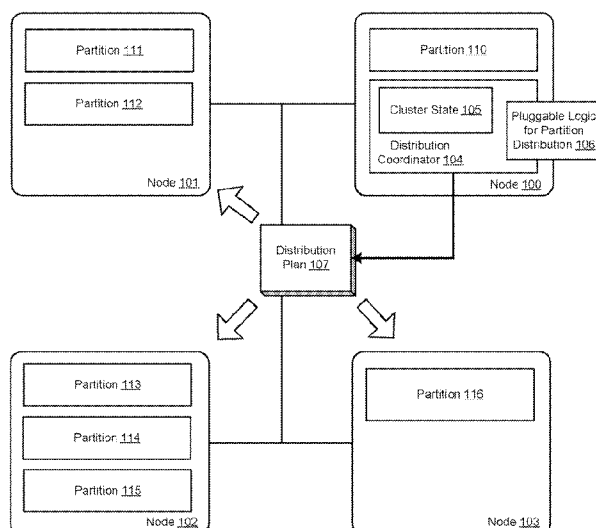 Partition 111
Partition 112
Node 101
Partition 110
Cluster State 105
Distribution
Coordinator 104
Pluggable Logic
for Partition
Distribution 106
Node 100
Distribution
Plan 107
Partition 113
Partition 114
Partition 115
Node 102
Partition 116
Node 103